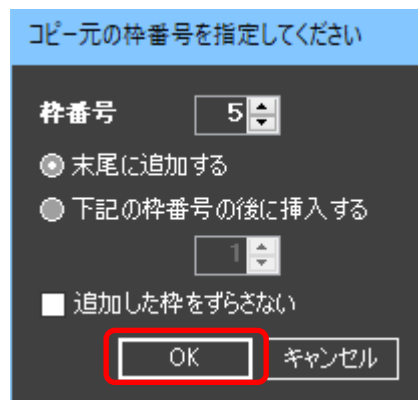 コピー元の枠番号を指定してください
枠番号 5
末尾に追加する
下記の枠番号の後に挿入する
1
追加した枠をずらさない
OK キャンセル